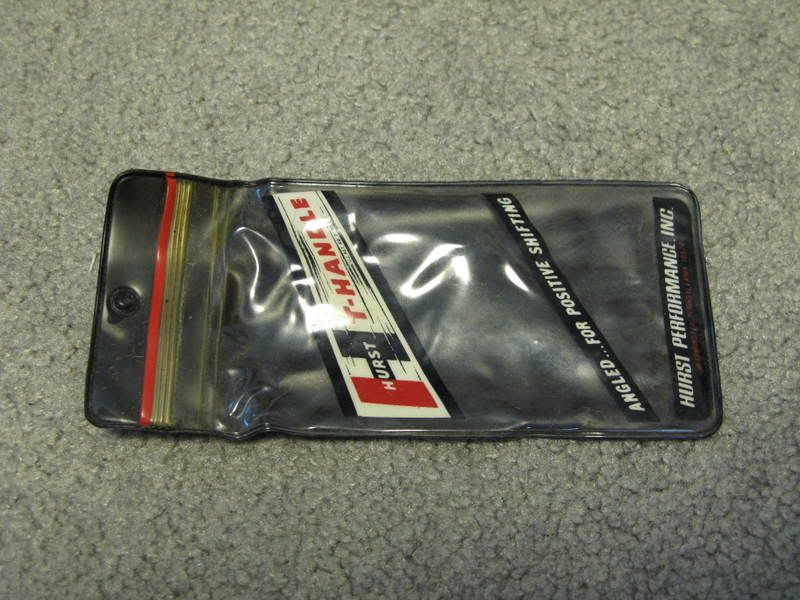 HURST
T-HANDLE
ANGLED...FOR POSITIVE SHIFTING
HURST PERFORMANCE, INC.